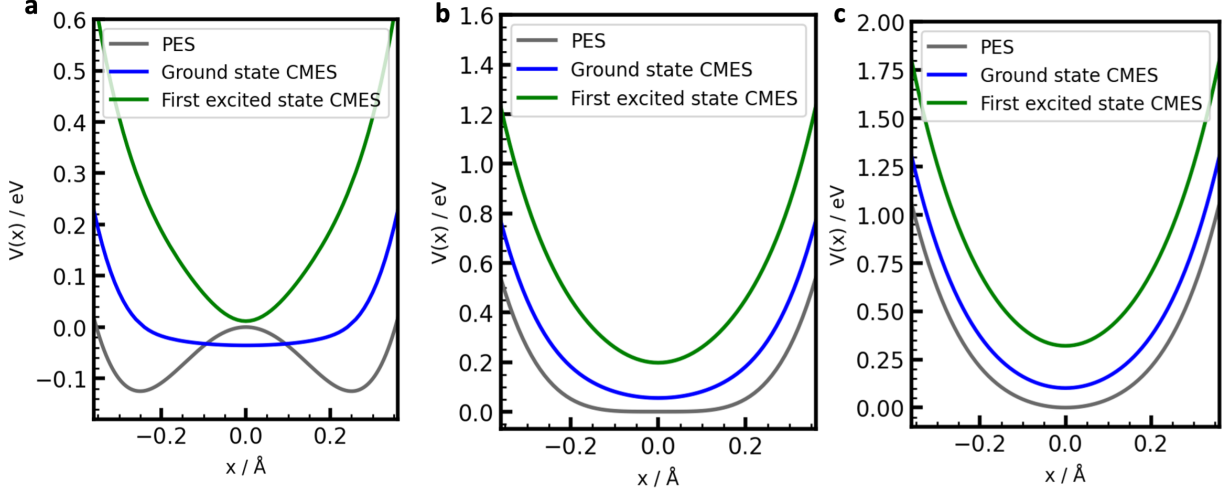 a
0.6
0.5
0.4
0.3
0.2
0.1
0.0
−0.1
V(x) / eV
PES
Ground state CMES
First excited state CMES
−0.2 0.0 0.2
x / Å
b
1.6
1.4
1.2
1.0
0.8
0.6
0.4
0.2
0.0
V(x) / eV
PES
Ground state CMES
First excited state CMES
−0.2 0.0 0.2
x / Å
c
2.00
1.75
1.50
1.25
1.00
0.75
0.50
0.25
0.00
V(x) / eV
PES
Ground state CMES
First excited state CMES
−0.2 0.0 0.2
x / Å